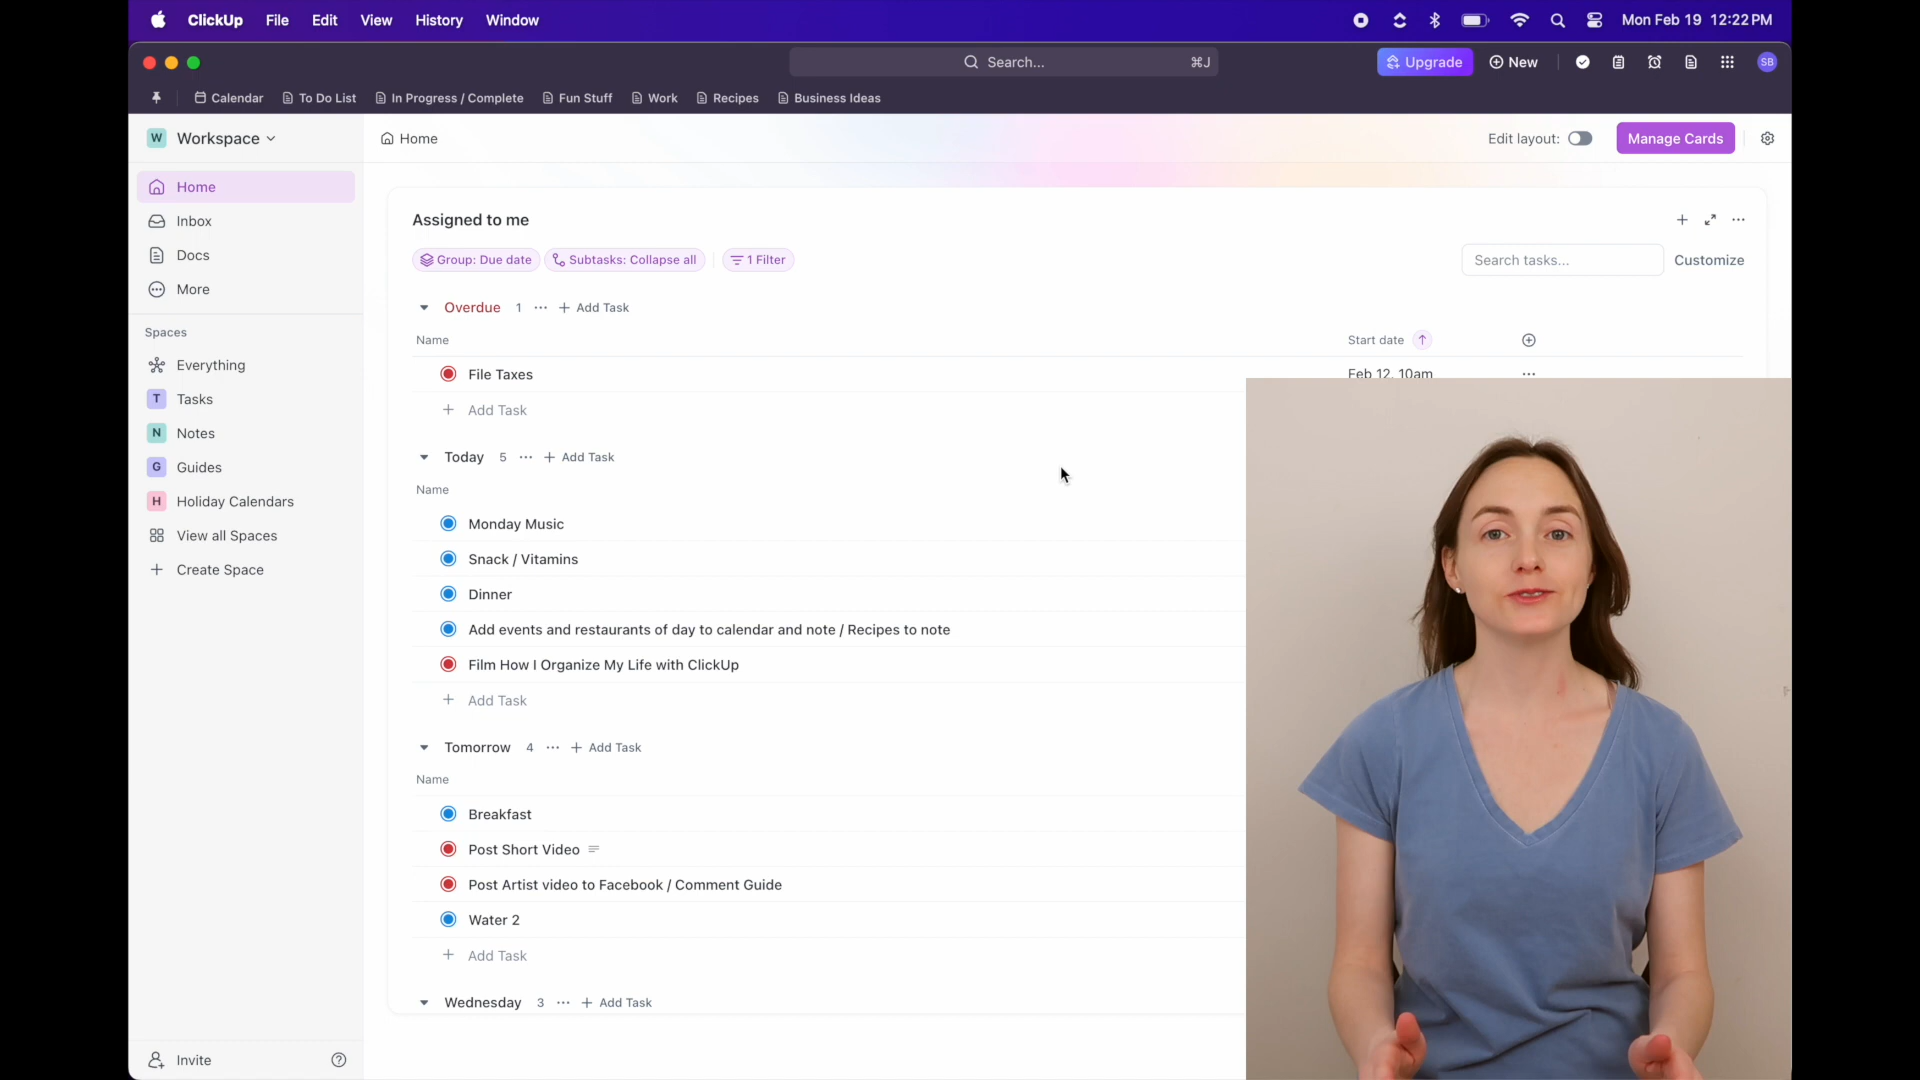 ClickUp File Edit View History Window Mon Feb 19 12:22 PM
Search... ⌘J Upgrade New SB
Calendar To Do List In Progress / Complete Fun Stuff Work Recipes Business Ideas
W Workspace Home Edit layout: Manage Cards
Home
Inbox
Docs
More
Spaces
Everything
T Tasks
N Notes
G Guides
H Holiday Calendars
View all Spaces
Create Space
Invite
Assigned to me
Group: Due date Subtasks: Collapse all 1 Filter Search tasks... Customize
Overdue 1 Add Task
Name Start date
File Taxes Feb 12, 10am
Add Task
Today 5 Add Task
Name
Monday Music
Snack / Vitamins
Dinner
Add events and restaurants of day to calendar and note / Recipes to note
Film How I Organize My Life with ClickUp
Add Task
Tomorrow 4 Add Task
Name
Breakfast
Post Short Video
Post Artist video to Facebook / Comment Guide
Water 2
Add Task
Wednesday 3 Add Task